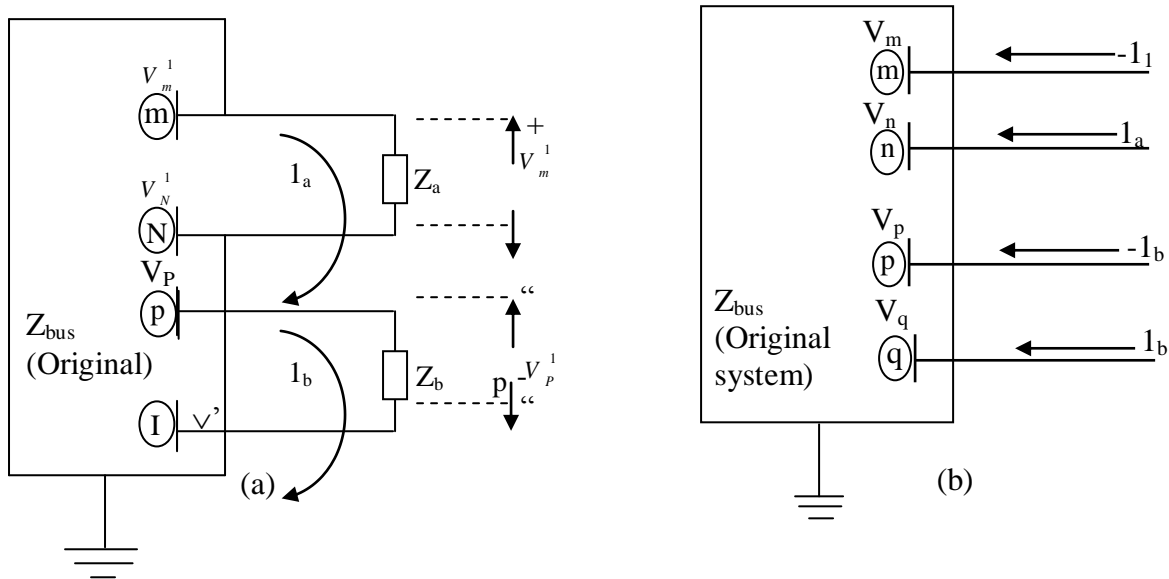 V_m^1
m
1_a
Z_a
+
V_m^1
V_N^1
N
V_P
p
Z_bus
(Original)
1_b
Z_b
“
p -V_P^1
“
I
V’
(a)
V_m
m
-1_1
V_n
n
1_a
V_p
p
-1_b
Z_bus
(Original
system)
V_q
q
1_b
(b)